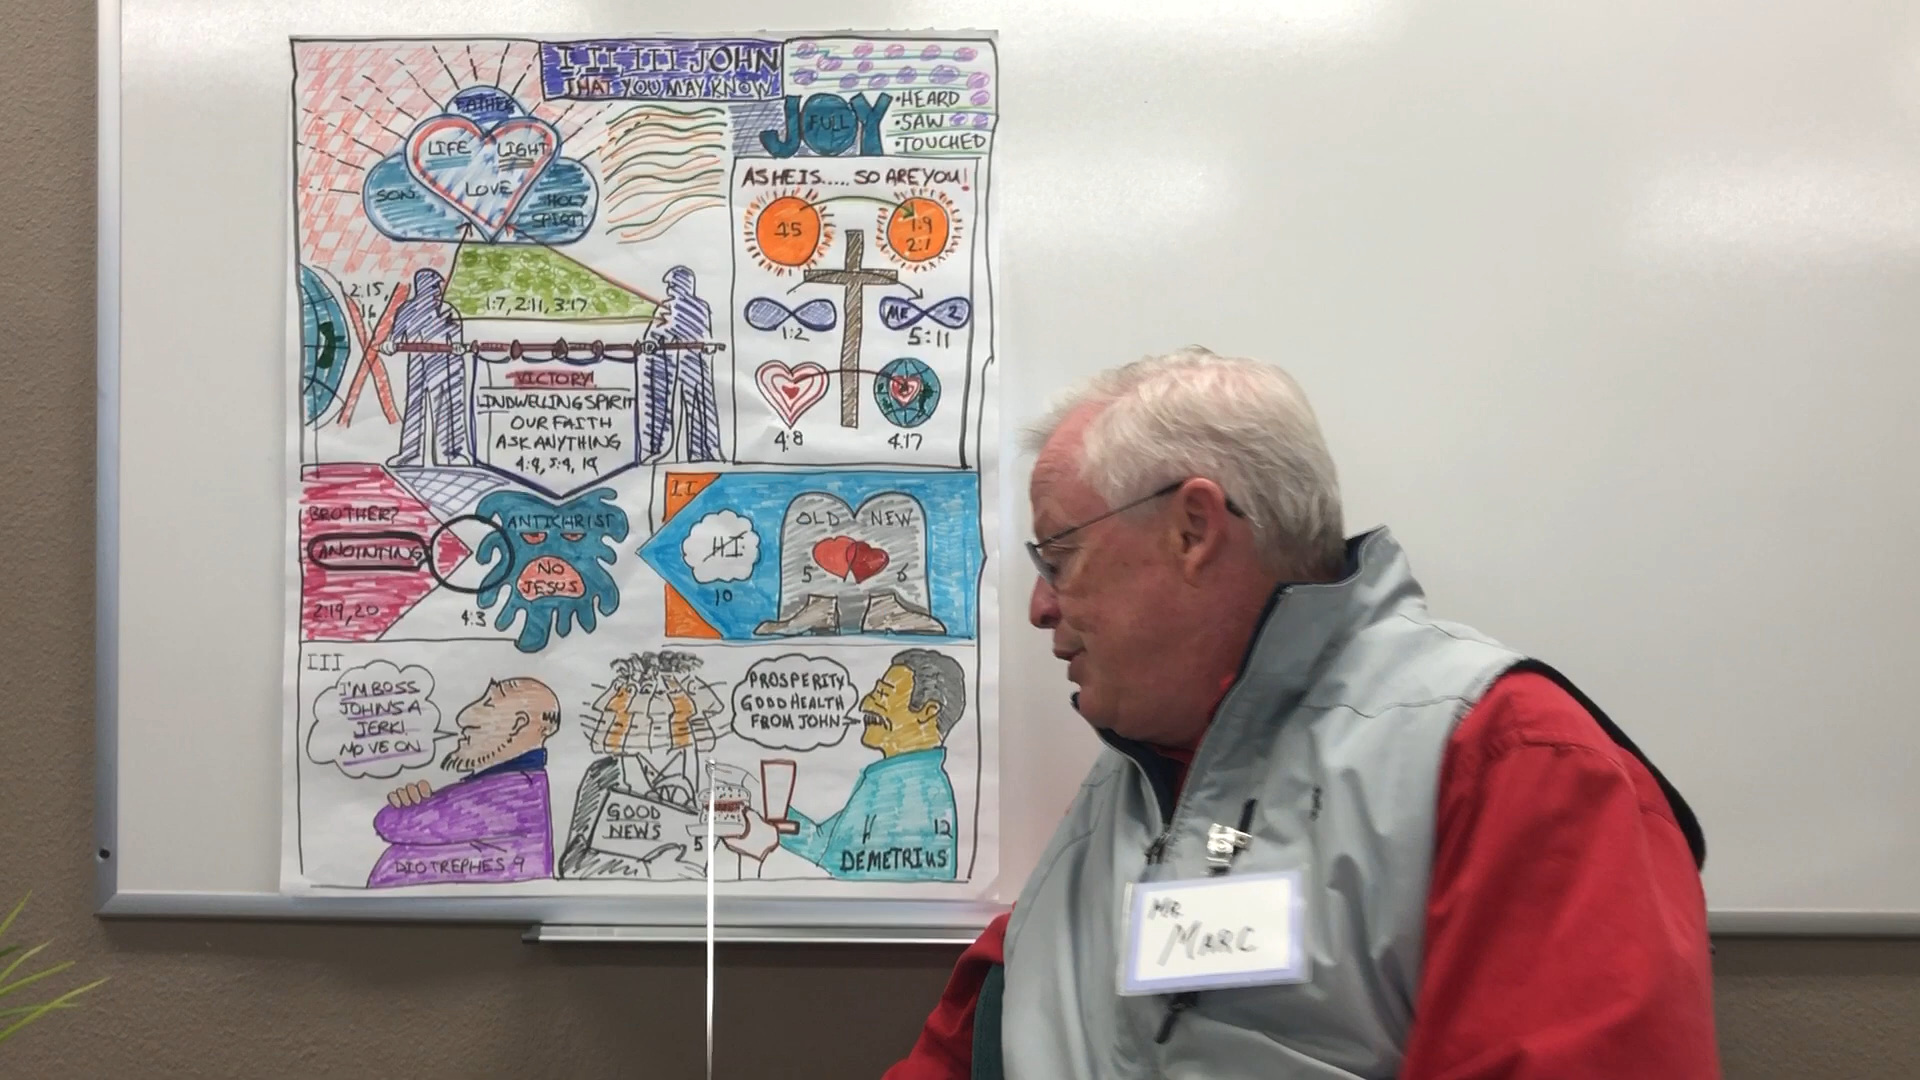 I, II, III JOHN
THAT YOU MAY KNOW
FATHER
LIFE LIGHT
LOVE
SON
HOLY
SPIRIT
JOY
FULL
•HEARD
•SAW
•TOUCHED
AS HE IS..... SO ARE YOU!
1:5
1:9
2:1
1:2
ME 2
5:11
4:8
4:17
2:15,
16
1:7, 2:11, 3:17
VICTORY!
INDWELLING SPIRIT
OUR FAITH
ASK ANYTHING
4:4, 5:4, 14
BROTHER?
ANOINTING
2:19, 20
4:3
ANTICHRIST
NO
JESUS
II
HI
10
OLD NEW
5 6
III
I'M BOSS
JOHN'S A
JERK!
MOVE ON
DIOTREPHES 9
GOOD
NEWS
5
PROSPERITY
GOOD HEALTH
FROM JOHN
12
DEMETRIUS
MR.
MARC